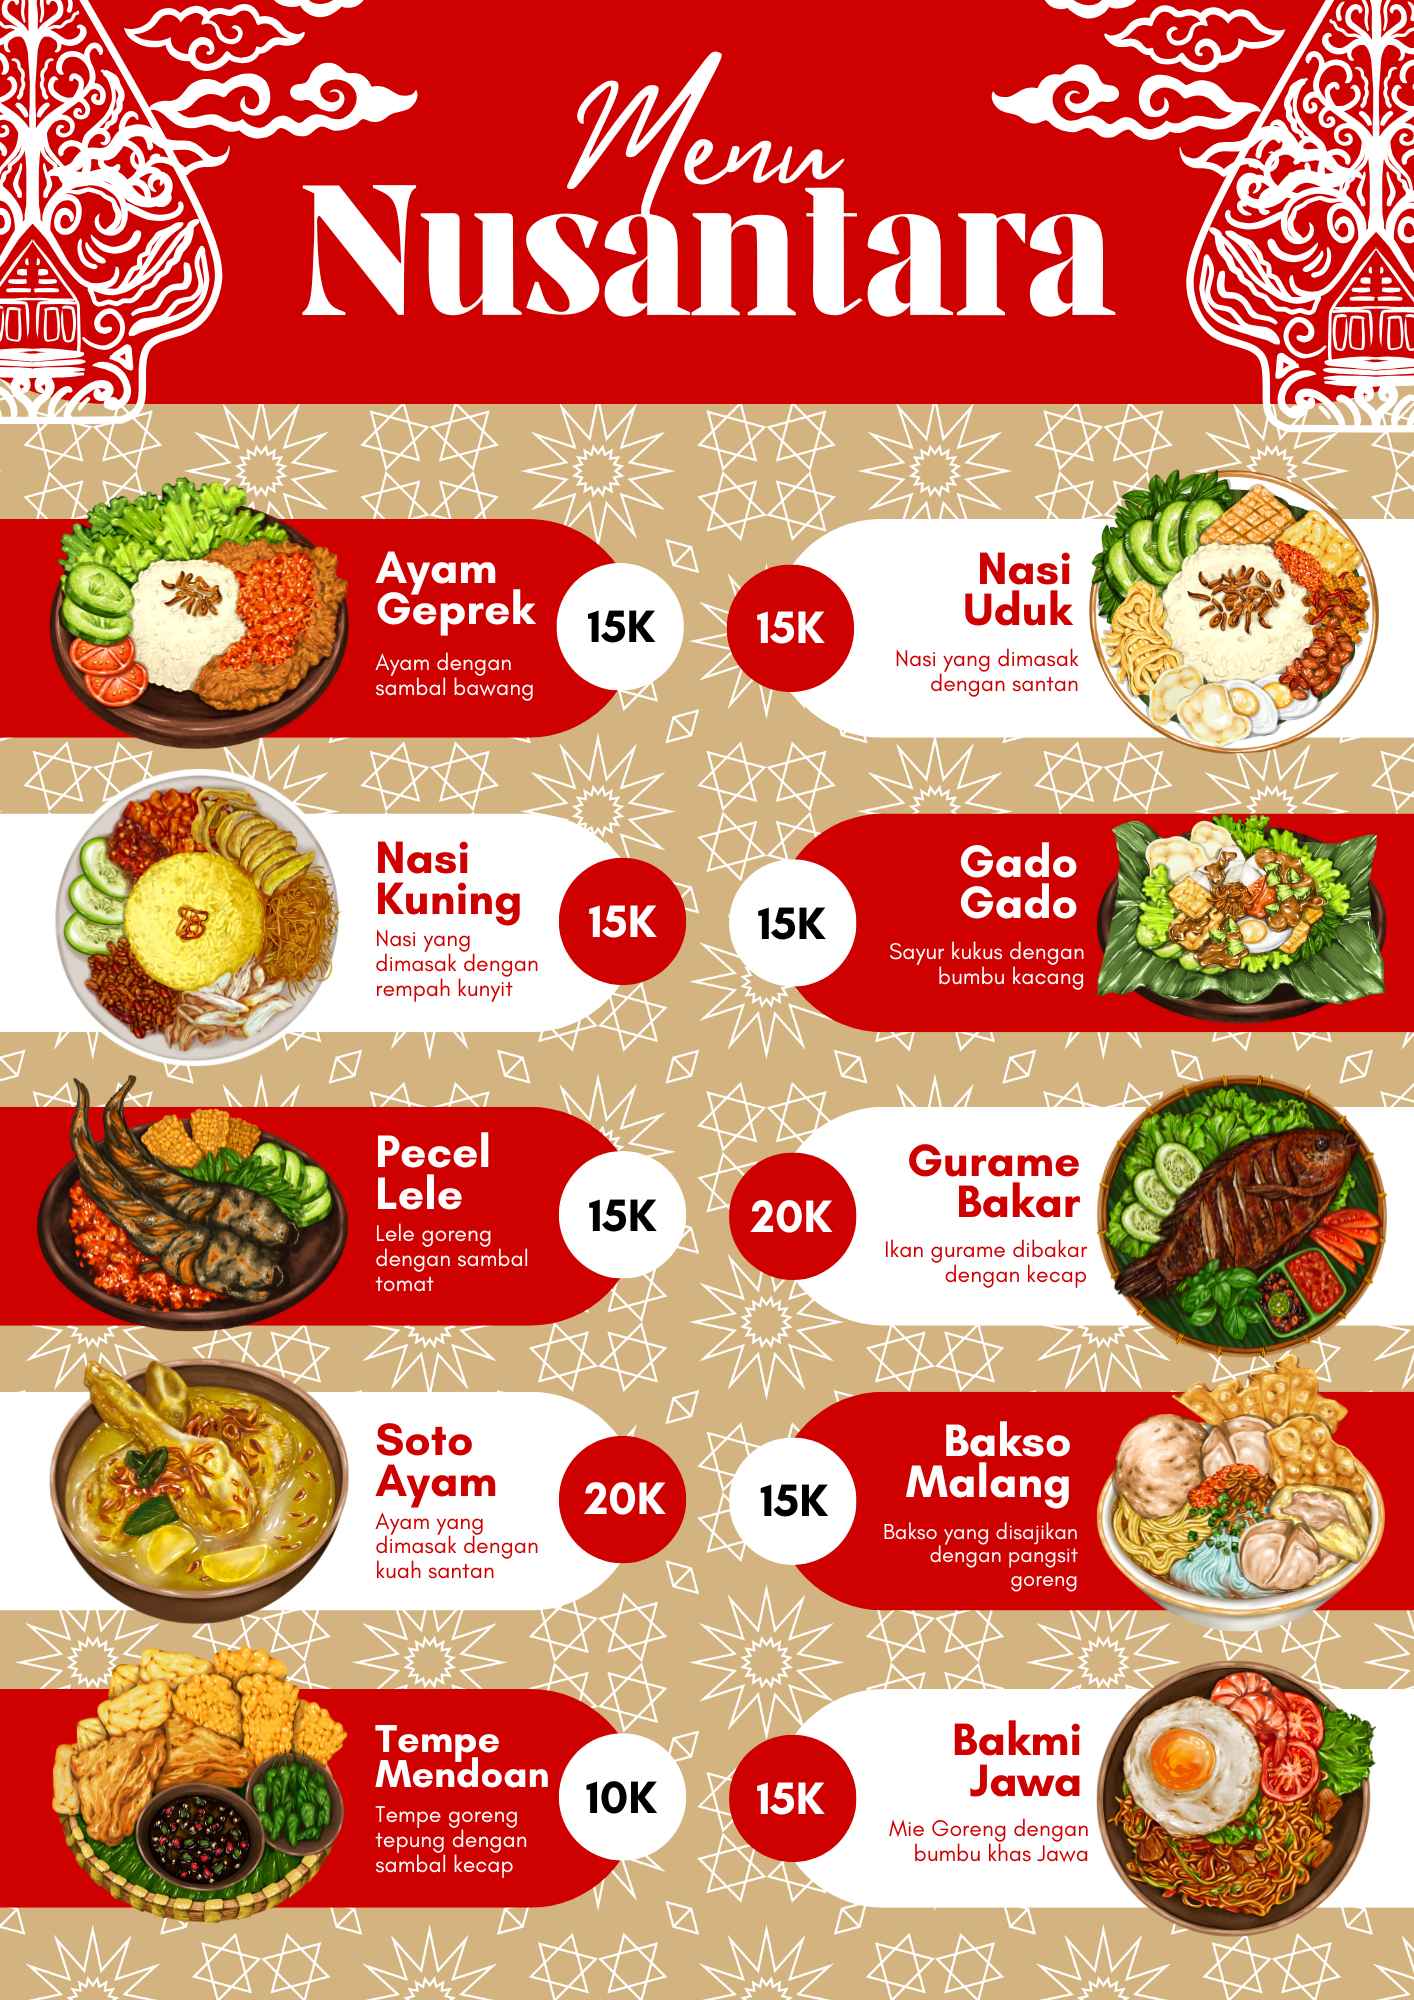 Menu
Nusantara
Ayam
Geprek
Ayam dengan
sambal bawang
15K
15K
Nasi
Uduk
Nasi yang dimasak
dengan santan
Nasi
Kuning
Nasi yang
dimasak dengan
rempah kunyit
15K
15K
Gado
Gado
Sayur kukus dengan
bumbu kacang
Pecel
Lele
Lele goreng
dengan sambal
tomat
15K
20K
Gurame
Bakar
Ikan gurame dibakar
dengan kecap
Soto
Ayam
Ayam yang
dimasak dengan
kuah santan
20K
15K
Bakso
Malang
Bakso yang disajikan
dengan pangsit
goreng
Tempe
Mendoan
Tempe goreng
tepung dengan
sambal kecap
10K
15K
Bakmi
Jawa
Mie Goreng dengan
bumbu khas Jawa